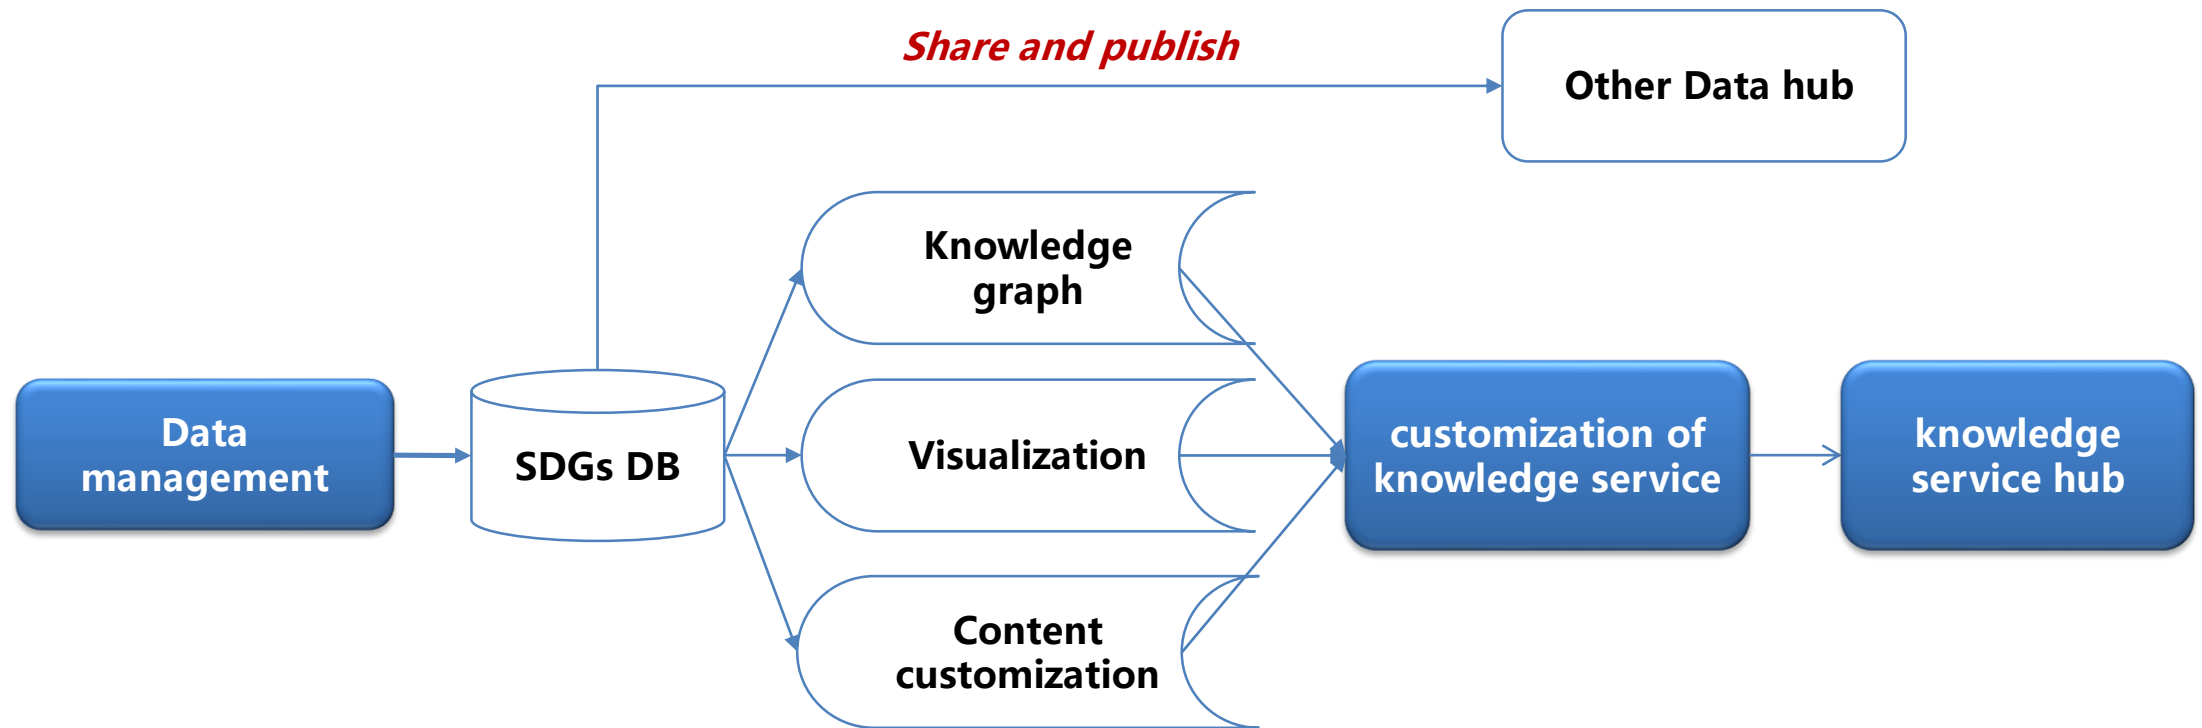 Share and publish
Other Data hub
Knowledge
graph
Data
management
SDGs DB
Visualization
customization of
knowledge service
knowledge
service hub
Content
customization